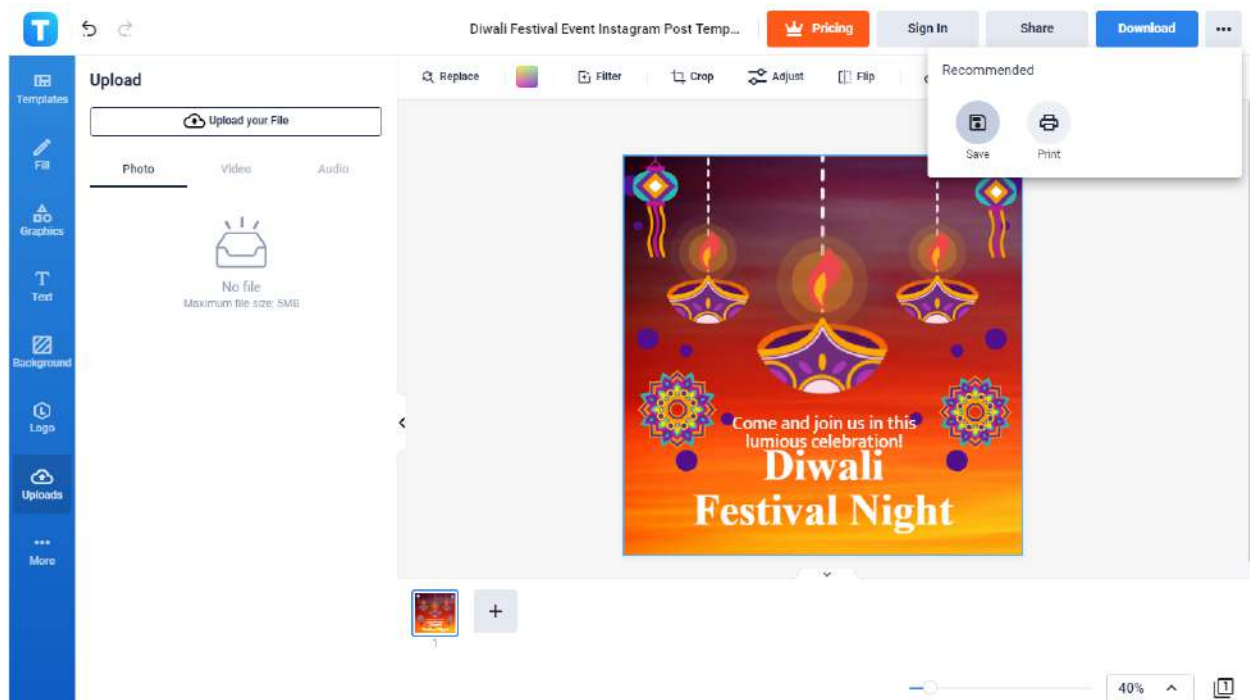 T
Diwali Festival Event Instagram Post Temp...
Pricing
Sign In
Share
Download
Templates
Fill
Graphics
Text
Background
Logo
Uploads
More
Upload
Upload your File
Photo
Video
Audio
No file
Maximum file size: 5MB
Replace
Filter
Crop
Adjust
Flip
Recommended
Save
Print
Come and join us in this
lumious celebration!
Diwali
Festival Night
1
40%
1